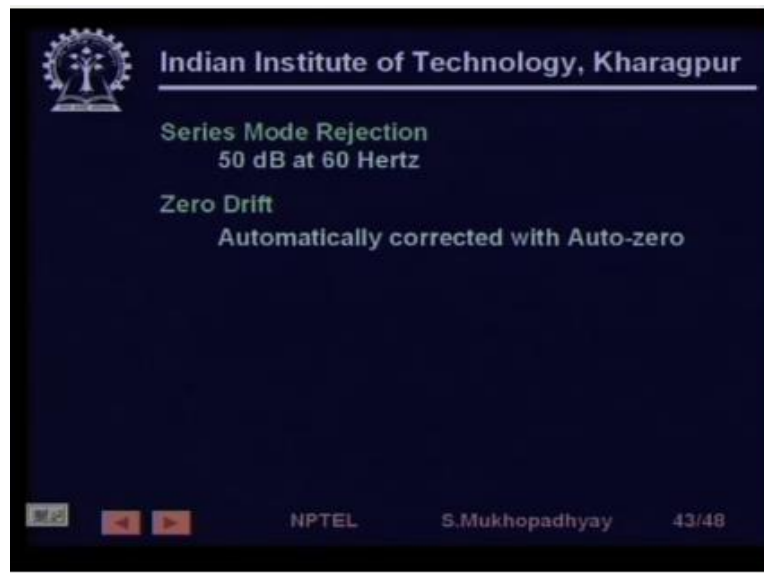 Indian Institute of Technology, Kharagpur
Series Mode Rejection
50 dB at 60 Hertz
Zero Drift
Automatically corrected with Auto-zero
NPTEL S.Mukhopadhyay 43/48